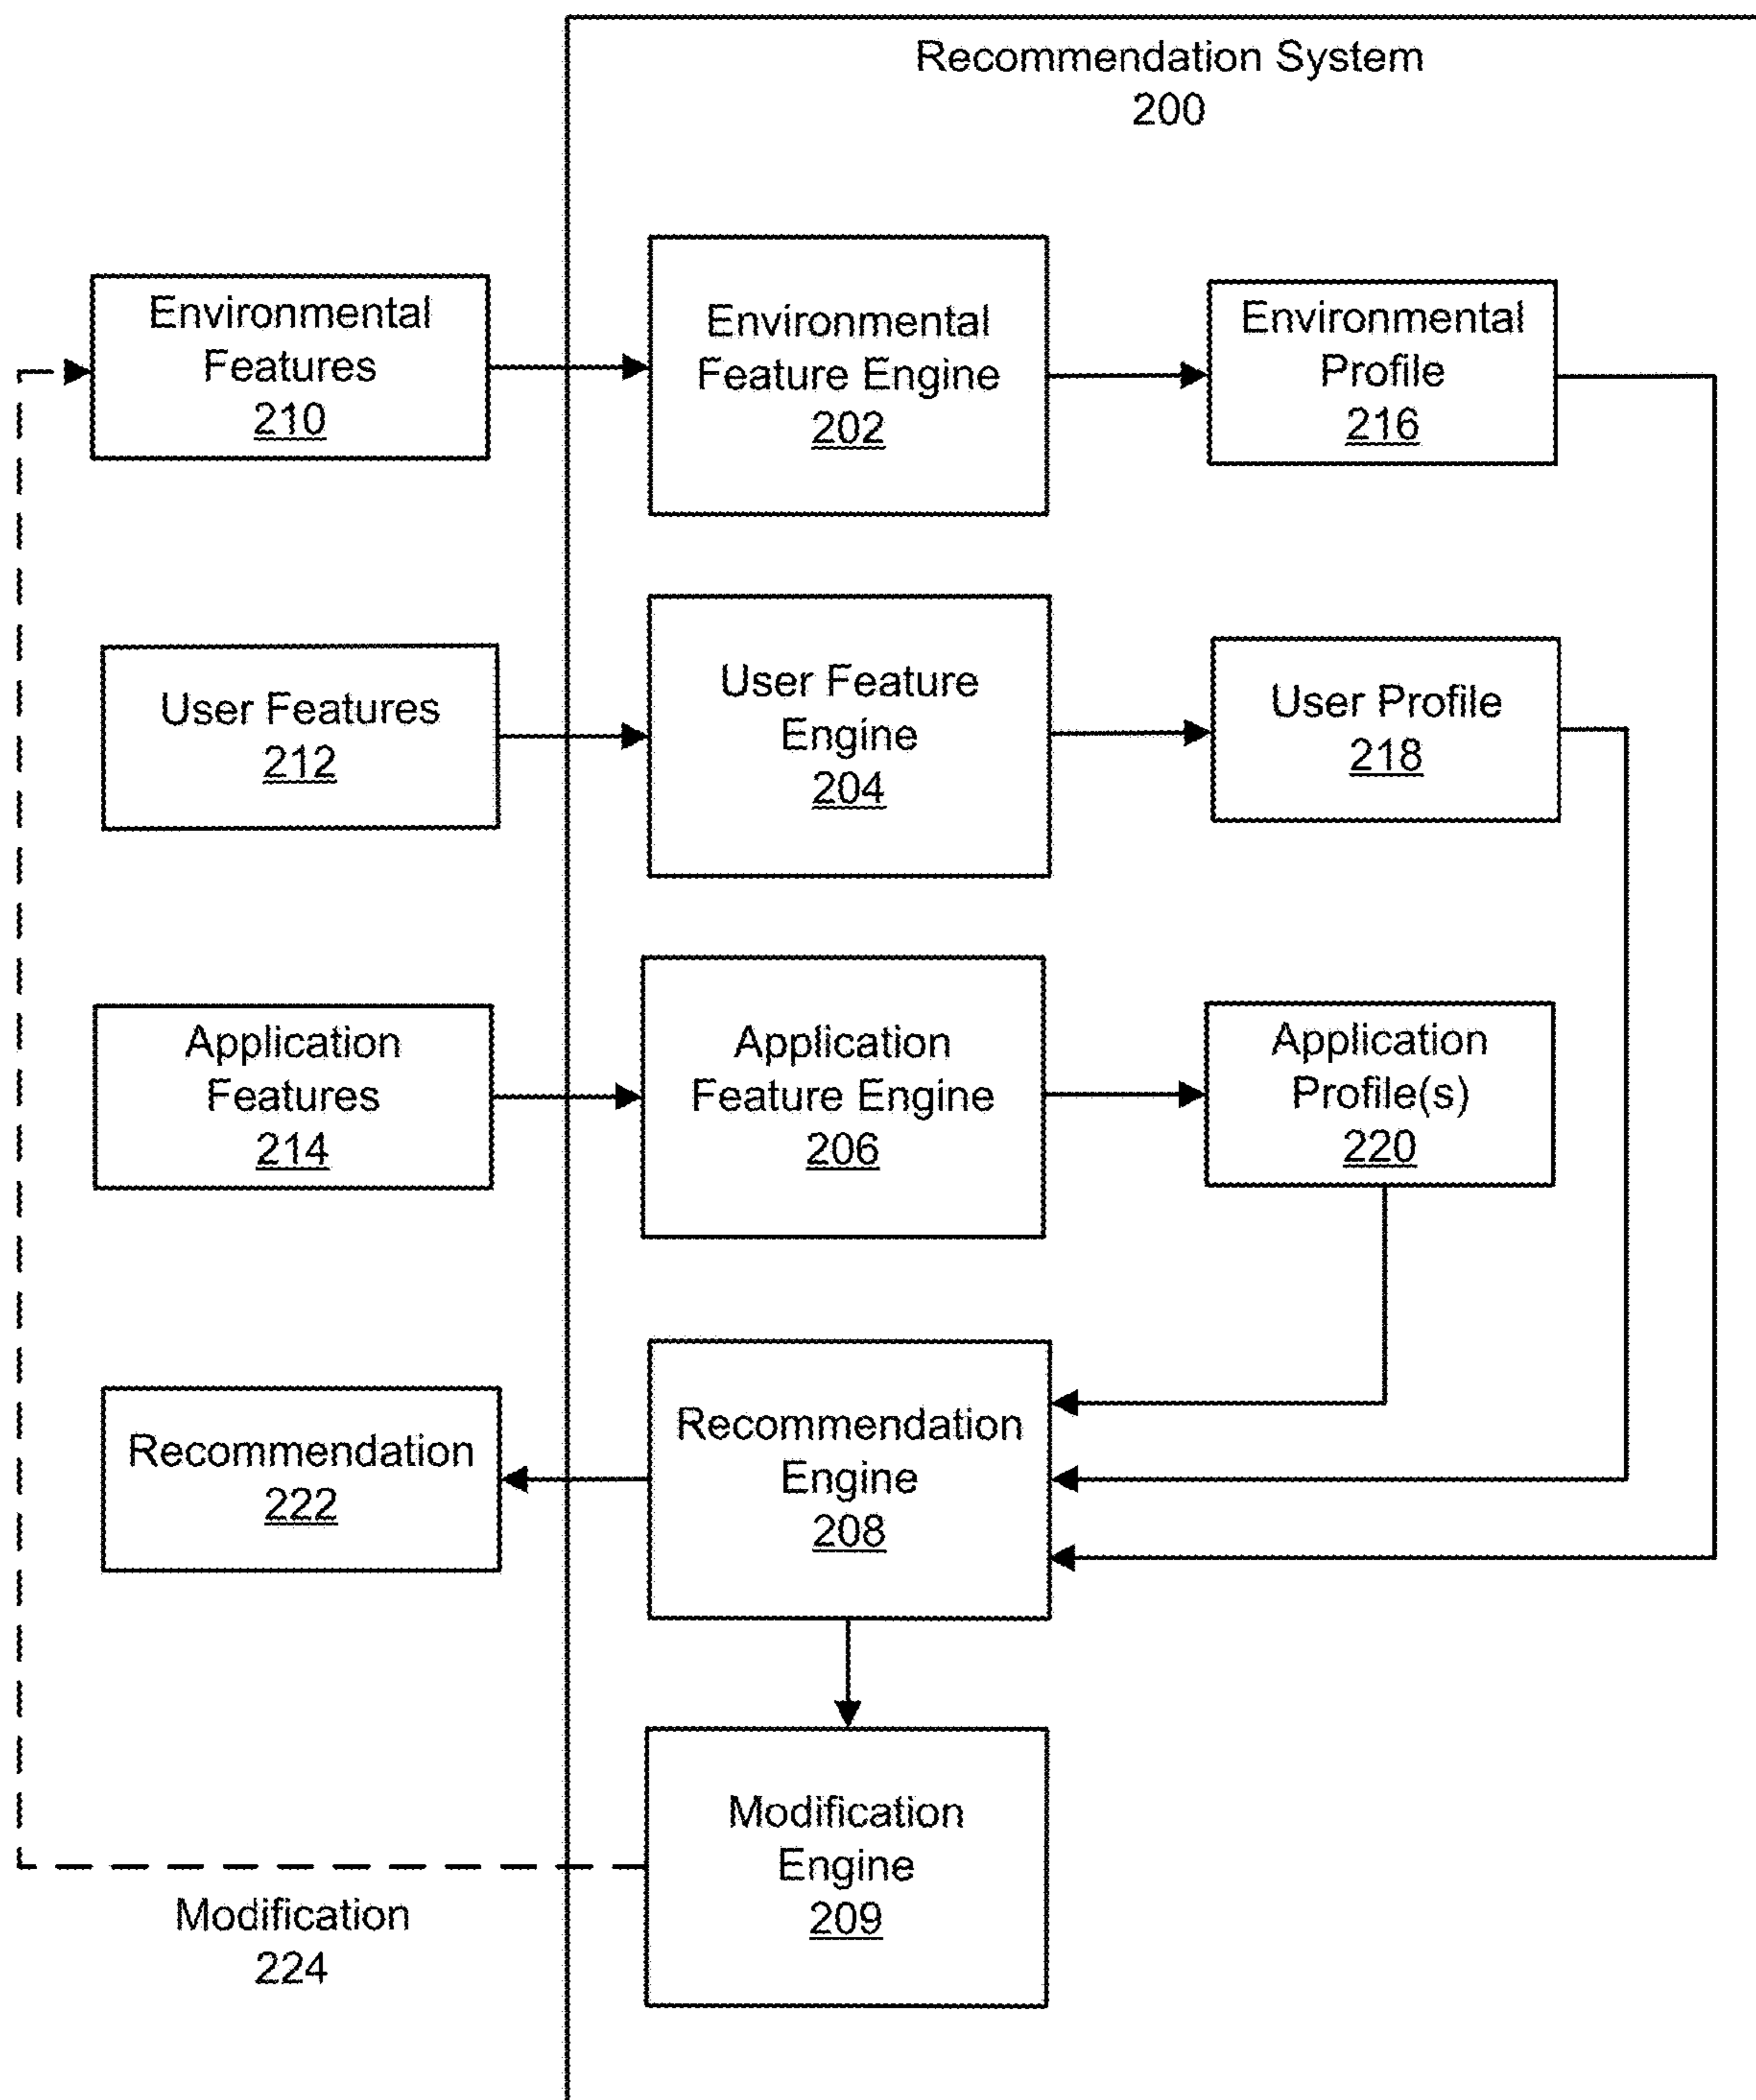 Recommendation System
200
Environmental
Features
210
Environmental
Feature Engine
202
Environmental
Profile
216
User Features
212
User Feature
Engine
204
User Profile
218
Application
Features
214
Application
Feature Engine
206
Application
Profile(s)
220
Recommendation
222
Recommendation
Engine
208
Modification
Engine
209
Modification
224